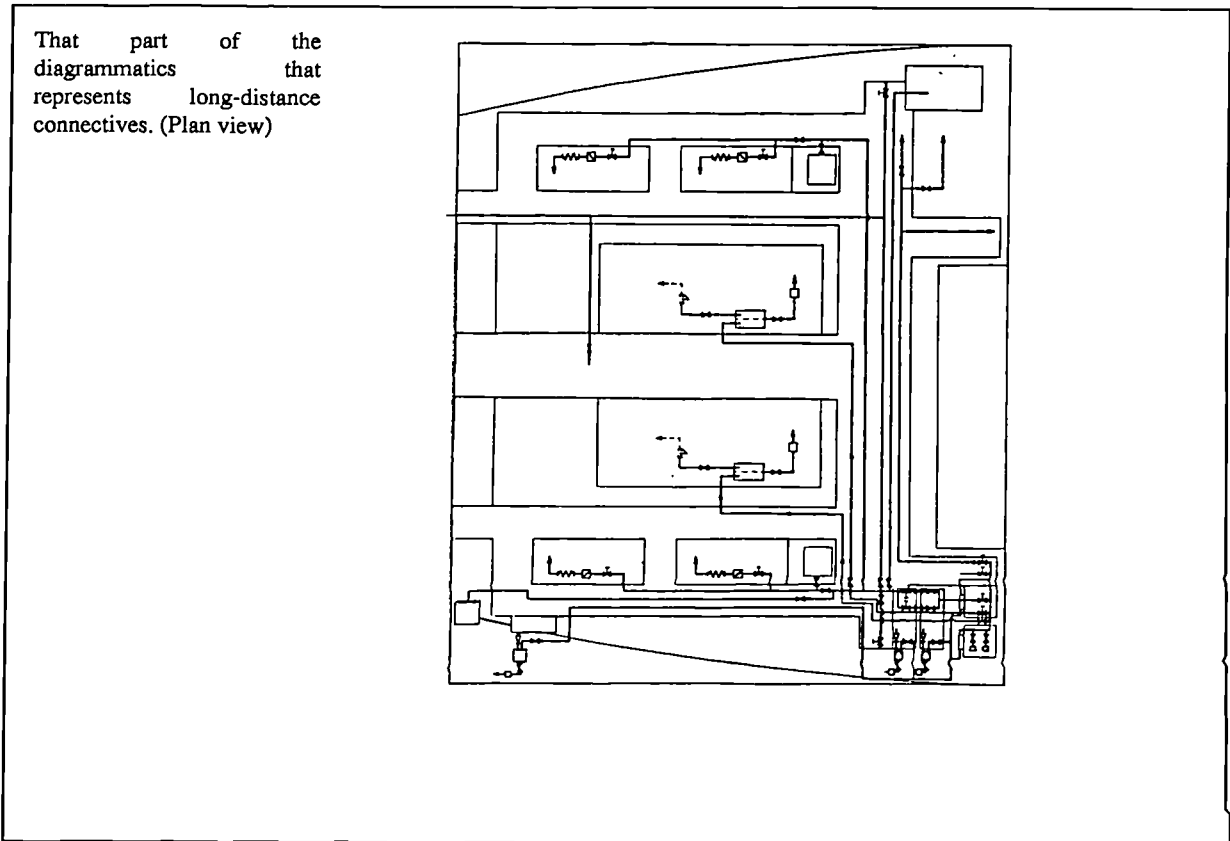 That part of the
diagrammatics that
represents long-distance
connectives. (Plan view)